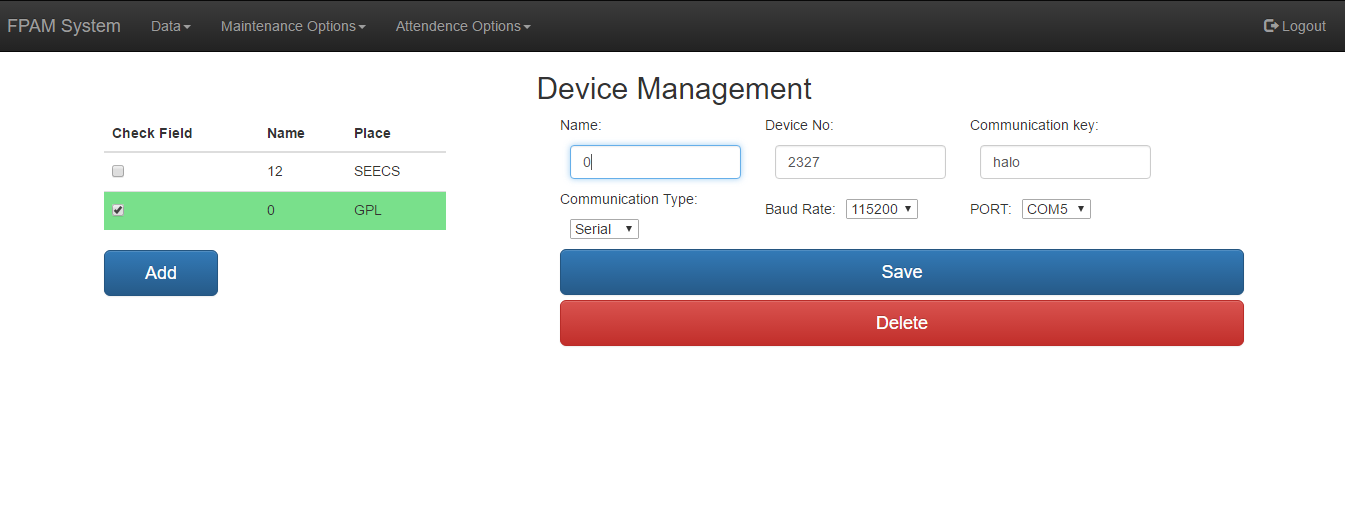 FPAM System Data Maintenance Options Attendence Options Logout
Device Management
Check Field Name Place
12 SEECS
0 GPL
Add
Name: Device No: Communication key:
0 2327 halo
Communication Type: Baud Rate: 115200 PORT: COM5
Serial
Save
Delete